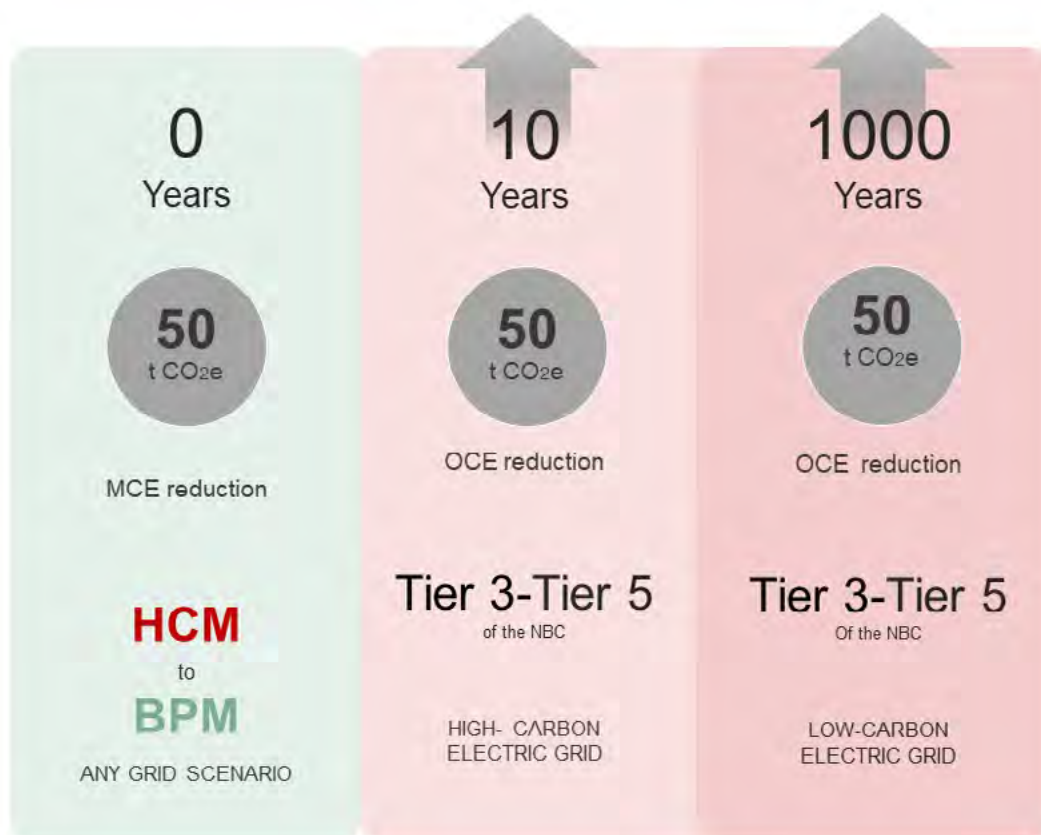 0
Years
50
t CO₂e
MCE reduction
HCM
to
BPM
ANY GRID SCENARIO
10
Years
50
t CO₂e
OCE reduction
Tier 3-Tier 5
of the NBC
HIGH- CARBON
ELECTRIC GRID
1000
Years
50
t CO₂e
OCE reduction
Tier 3-Tier 5
Of the NBC
LOW-CARBON
ELECTRIC GRID